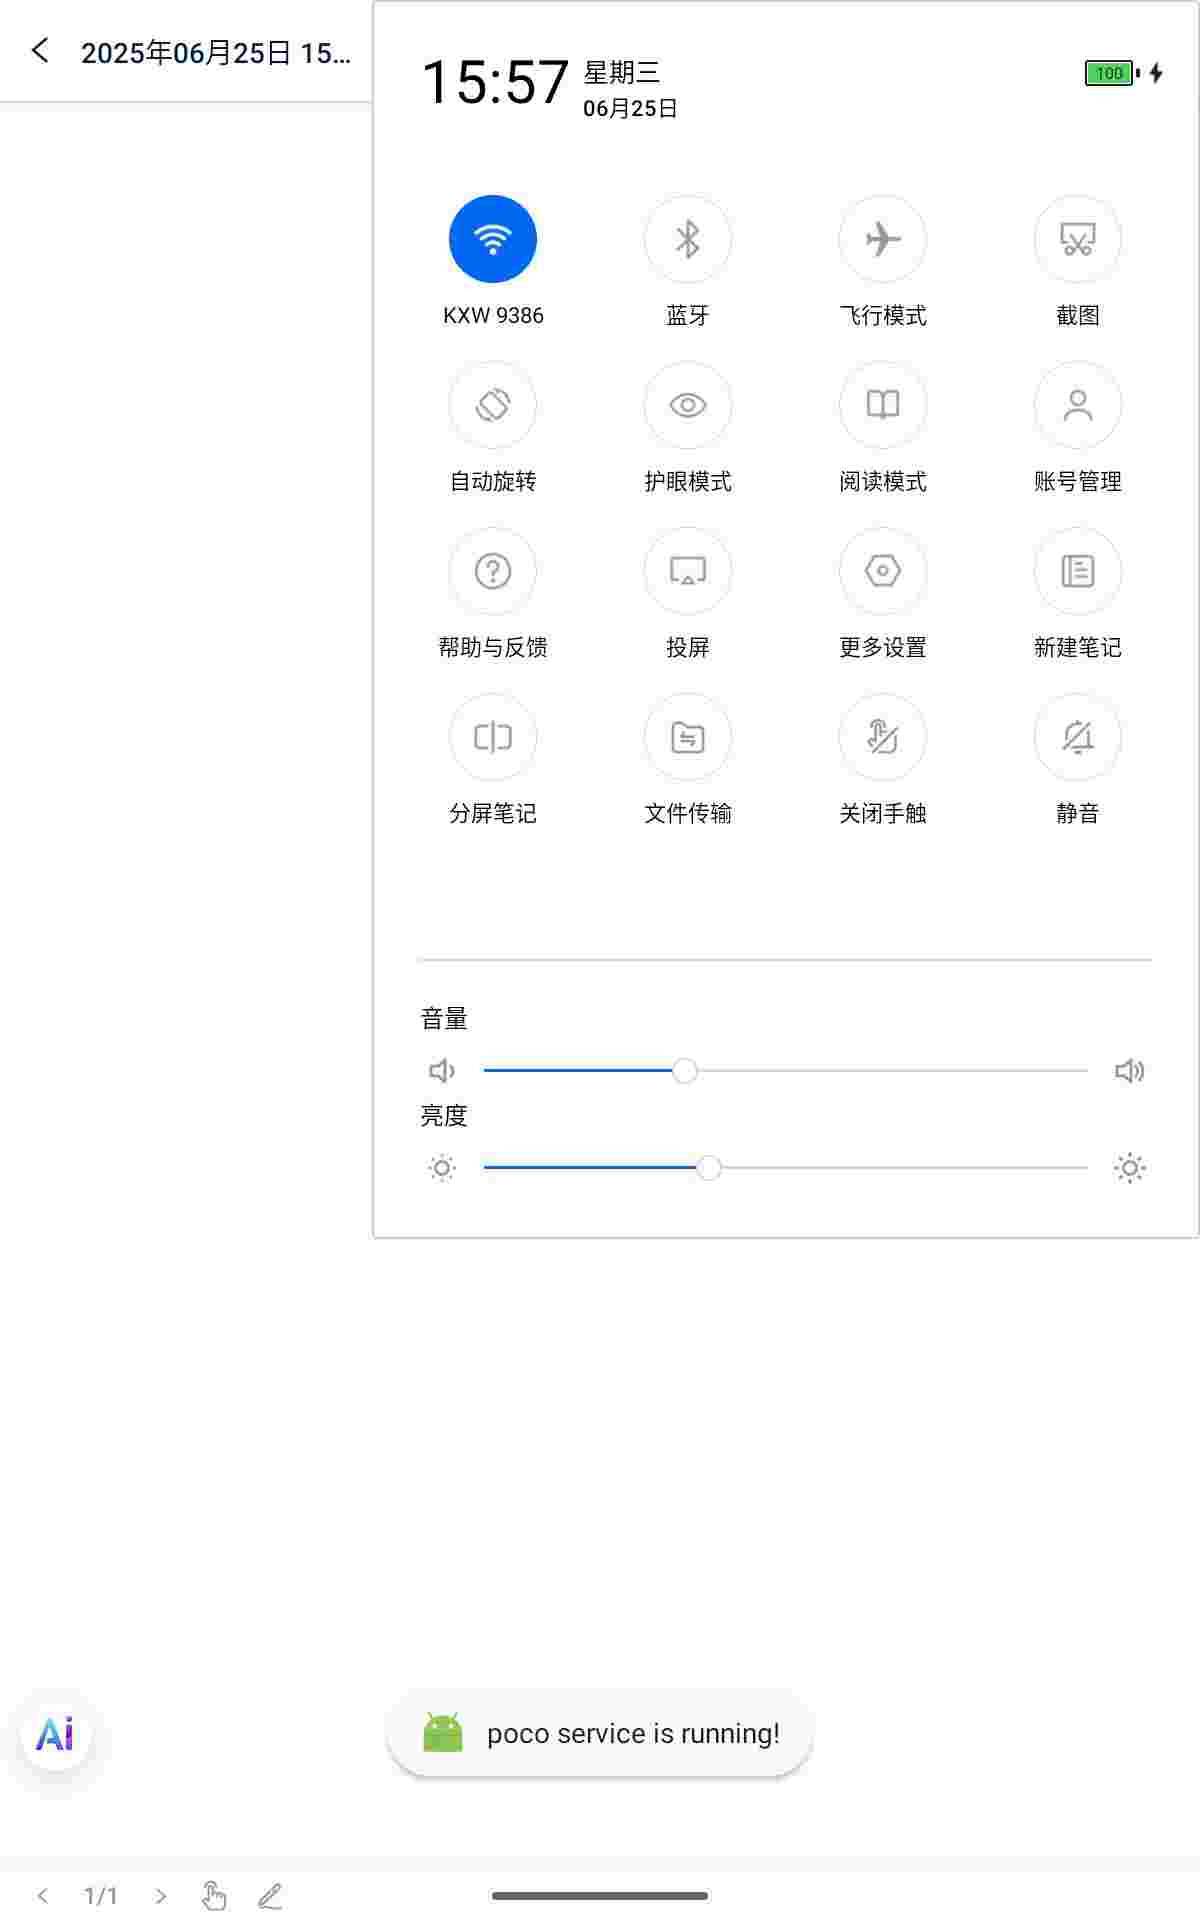 2025年06月25日 15...
15:57
星期三
06月25日
100
KXW 9386
蓝牙
飞行模式
截图
自动旋转
护眼模式
阅读模式
账号管理
帮助与反馈
投屏
更多设置
新建笔记
分屏笔记
文件传输
关闭手触
静音
音量
亮度
Ai
poco service is running!
1/1